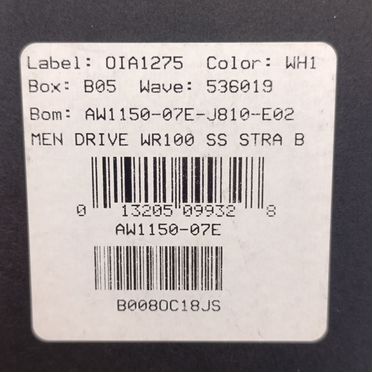 Label: OIA1275 Color: WH1
Box: B05 Wave: 536019
Bom: AW1150-07E-J810-E02
MEN DRIVE WR100 SS STRA B
0 13205 09932 8
AW1150-07E
B008OC18JS